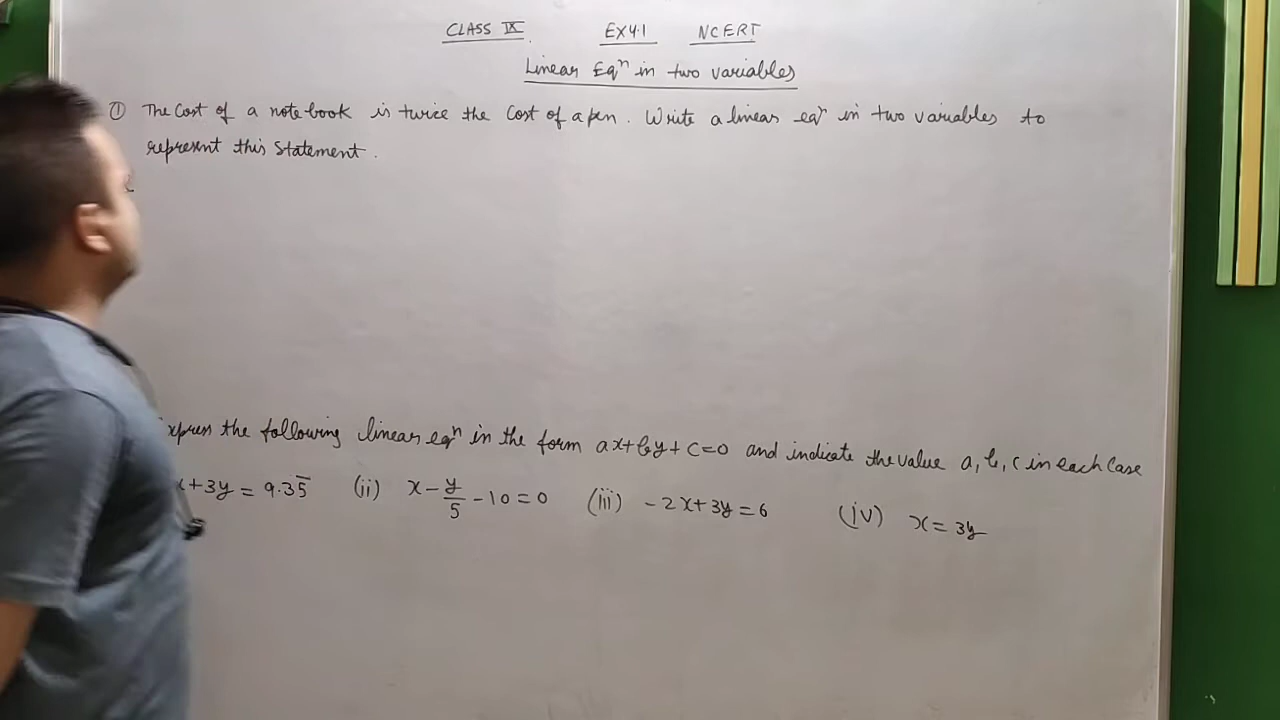 CLASS IX EX4.1 NCERT
Linear Eqⁿ in two variables
① The Cost of a note book is twice the Cost of a pen. Write a linear eqⁿ in two variables to
represent this statement.
xpress the following linear eqⁿ in the form ax+by+c=0 and indicate the value a, b, c in each case
x+3y = 9.35̅ (ii) x - y/5 - 10 = 0 (iii) -2x+3y = 6 (iv) x = 3y